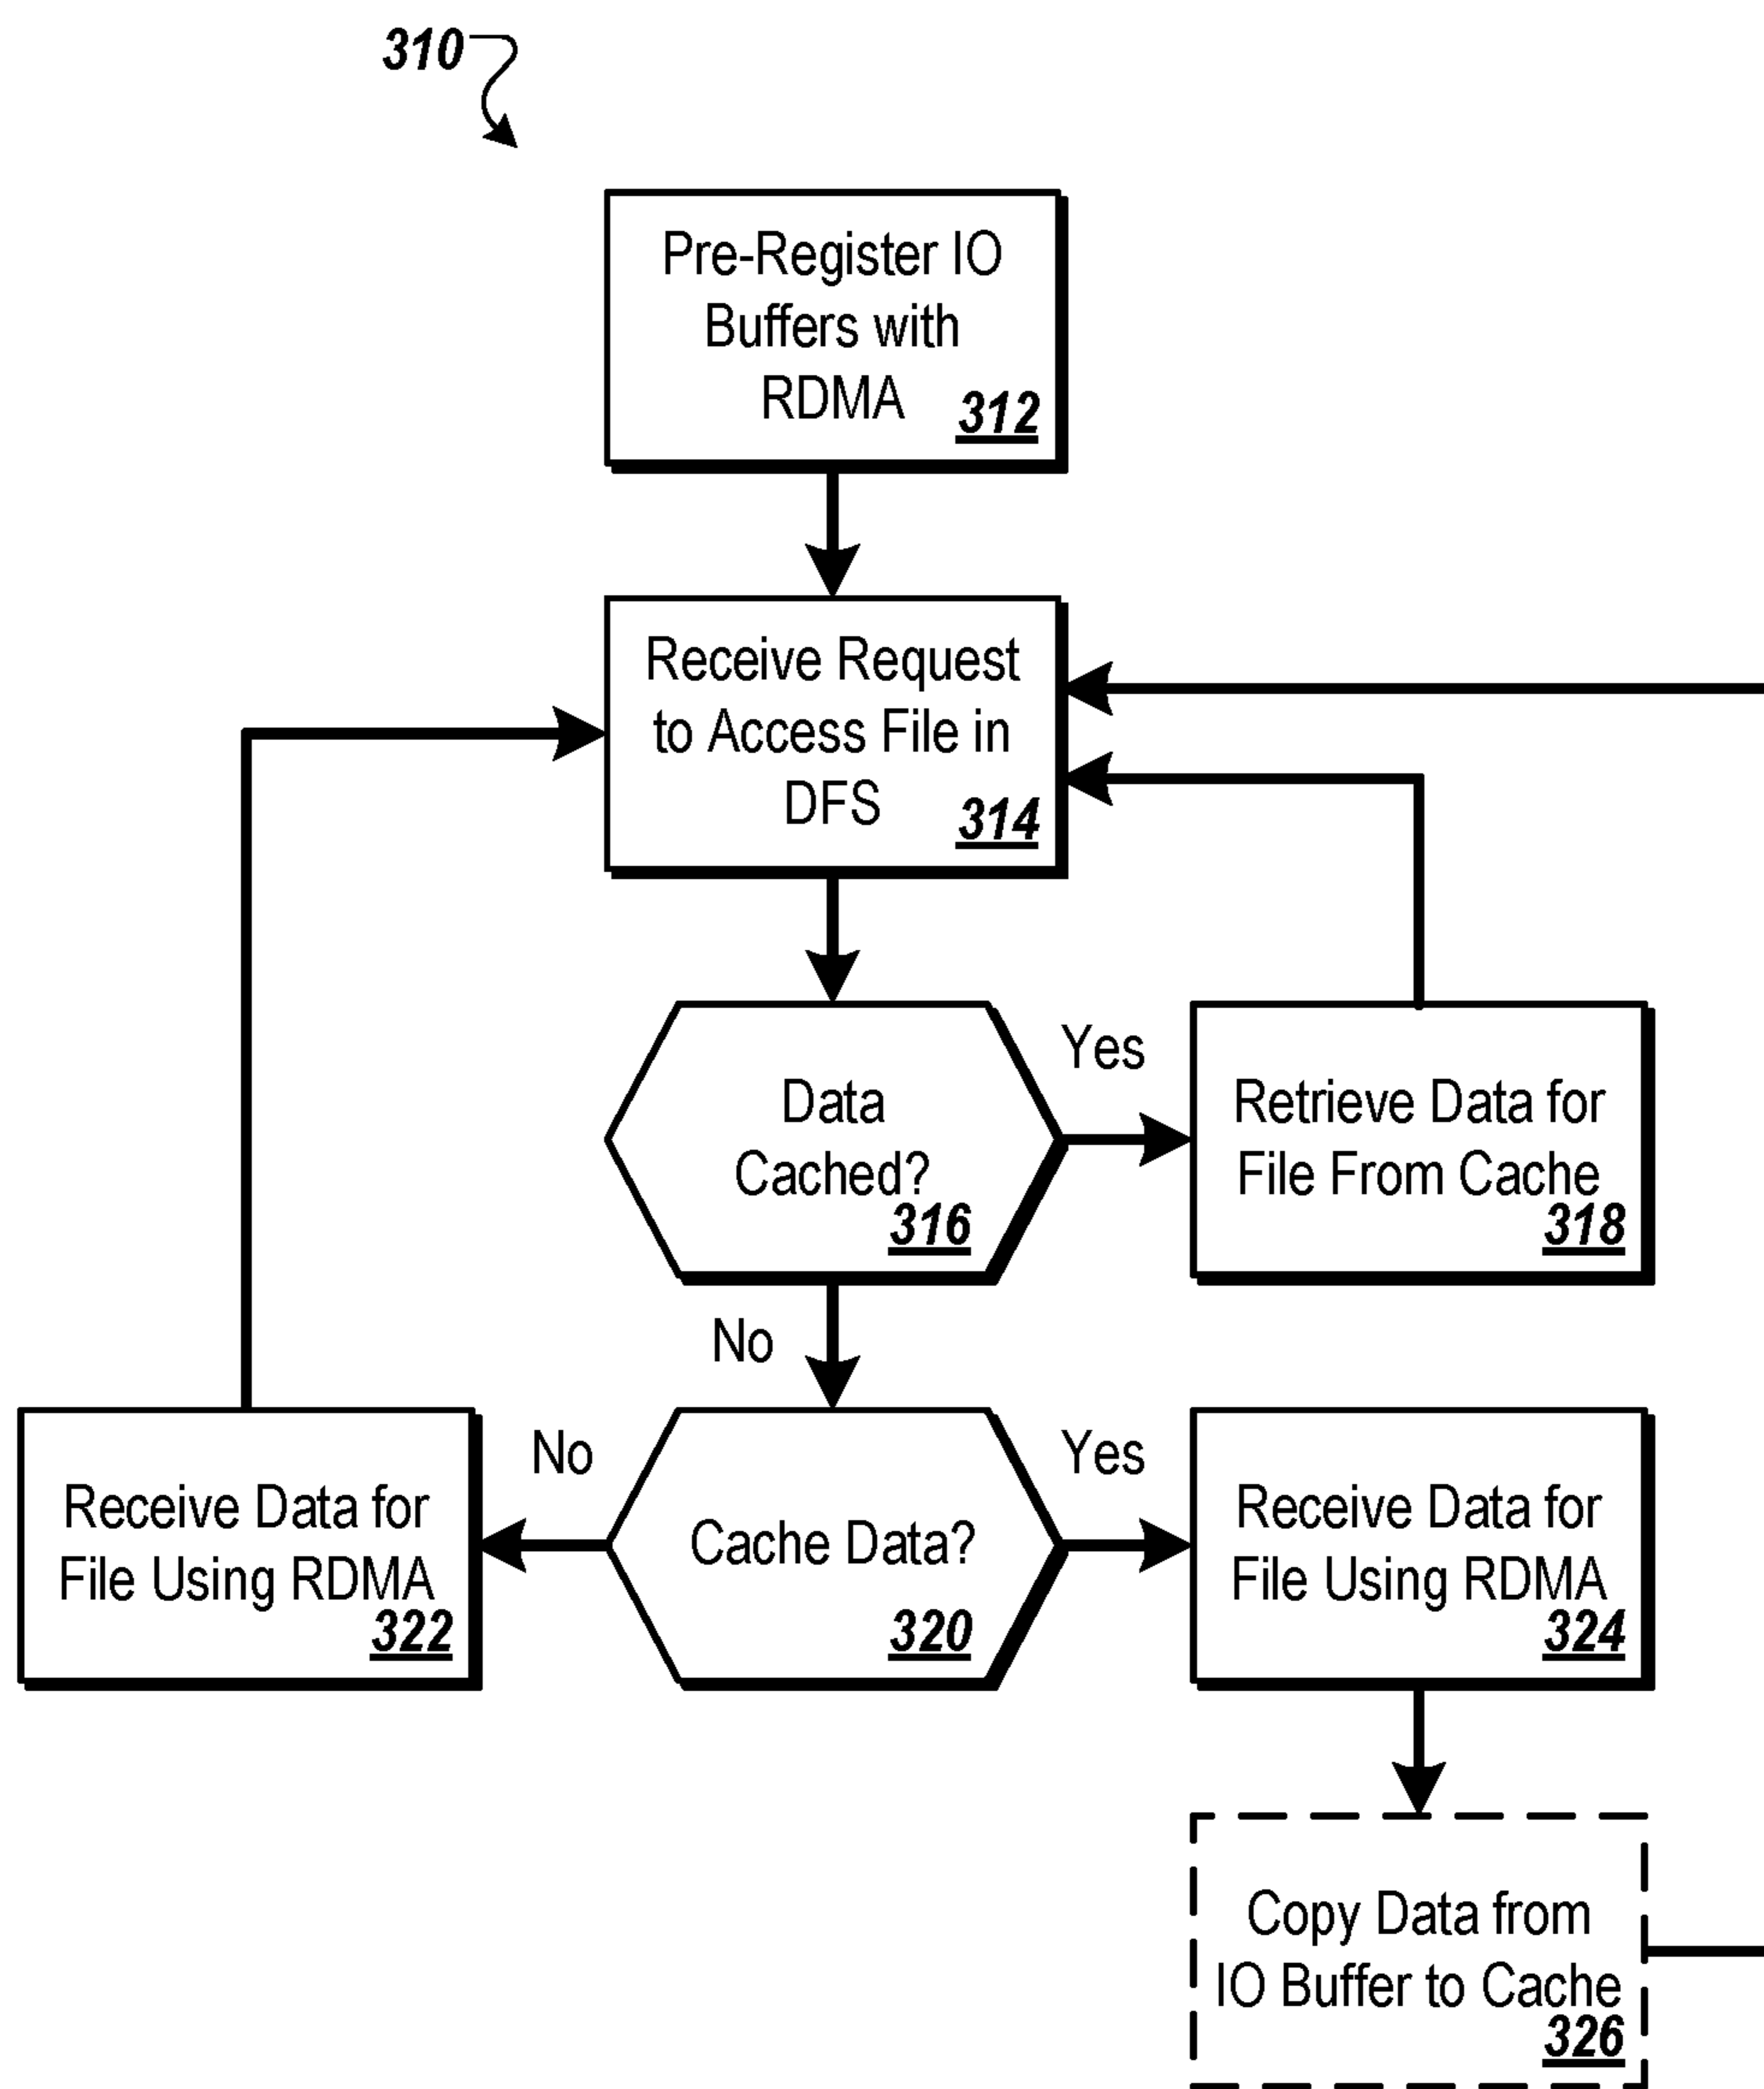 310
Pre-Register IO
Buffers with
RDMA
312
Receive Request
to Access File in
DFS
314
Data
Cached?
316
Yes
Retrieve Data for
File From Cache
318
No
Receive Data for
File Using RDMA
322
No
Cache Data?
320
Yes
Receive Data for
File Using RDMA
324
Copy Data from
IO Buffer to Cache
326